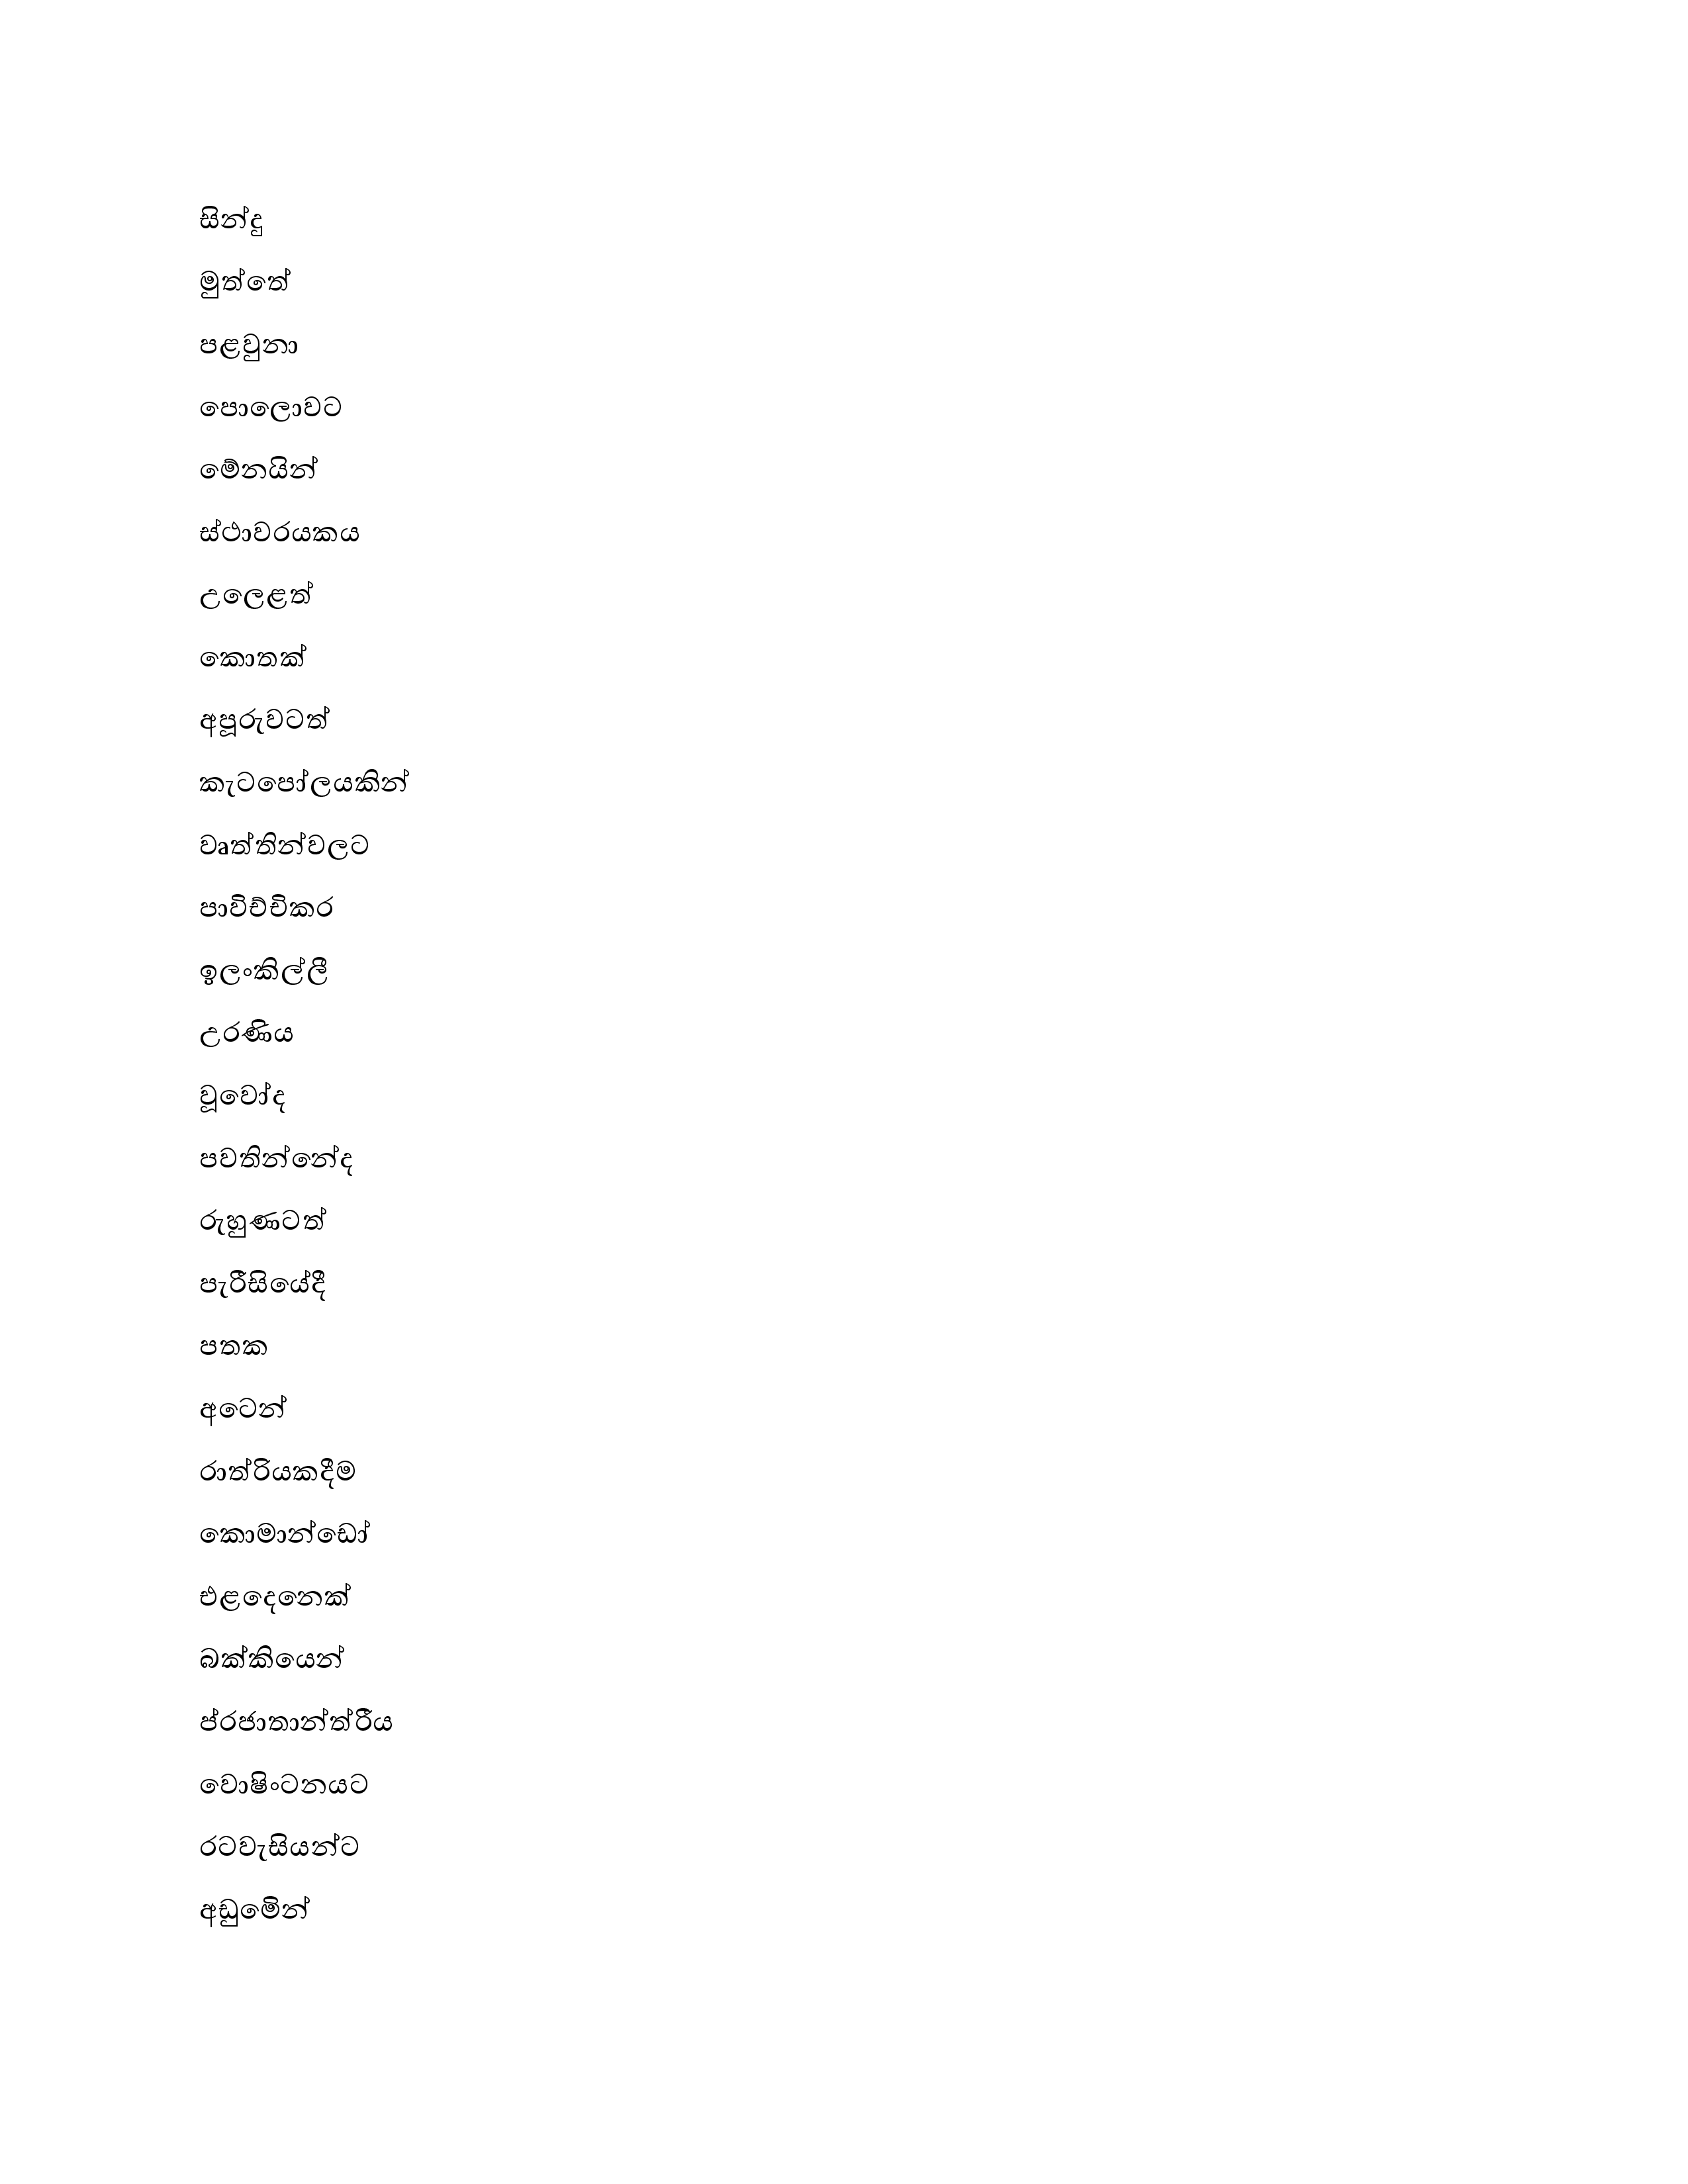 සින්දු
මුත්තේ
පළවුනා
පොලොවට
මේනයින්
ස්ථාවරයකය
උලෙළත්
කොතක්
අපූරුවටත්
කැටපෝලයකින්
වෘත්තින්වලට
පාවිච්චිකර
ඉලංකිල්ලී
උරණිය
වූවෝද
පවතින්නේද
රුහුණටත්
පැරීසියේදී
පතක
අටෙන්
රාත්රියකදීම
කොමාන්ඩෝ
එළදෙනෙක්
බක්කියෙන්
ප්රජාතාන්ත්රීය
වොෂිංටනයට
රටවැසියන්ට
අඩුමෙින්